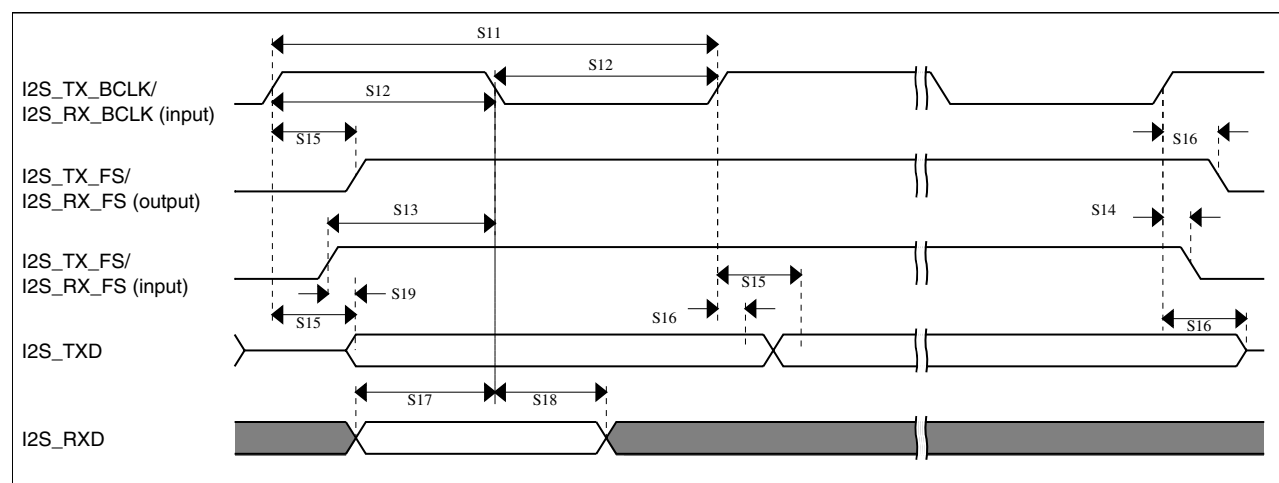 S11
S12
I2S_TX_BCLK/
I2S_RX_BCLK (input)
S12
S15
S16
I2S_TX_FS/
I2S_RX_FS (output)
S13
S14
I2S_TX_FS/
I2S_RX_FS (input)
S15
S19
S15
S16
S16
I2S_TXD
S17
S18
I2S_RXD